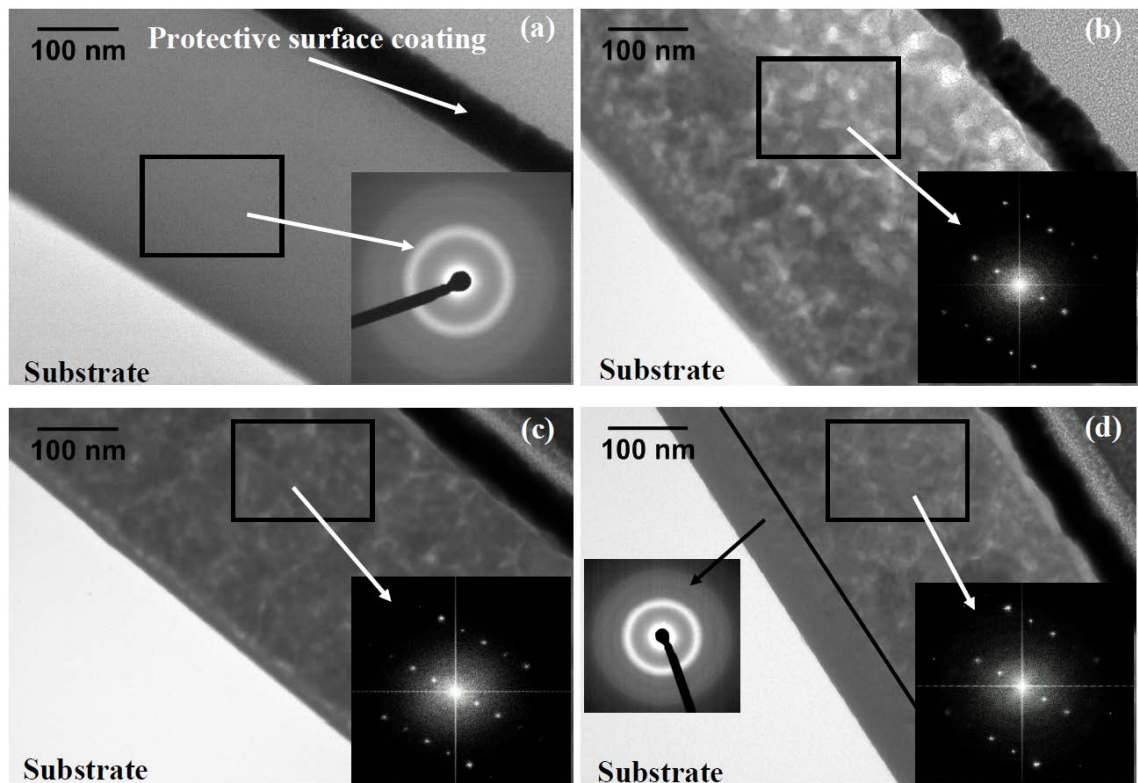 (a)
100 nm
Protective surface coating
Substrate
(b)
100 nm
Substrate
(c)
100 nm
Substrate
(d)
100 nm
Substrate